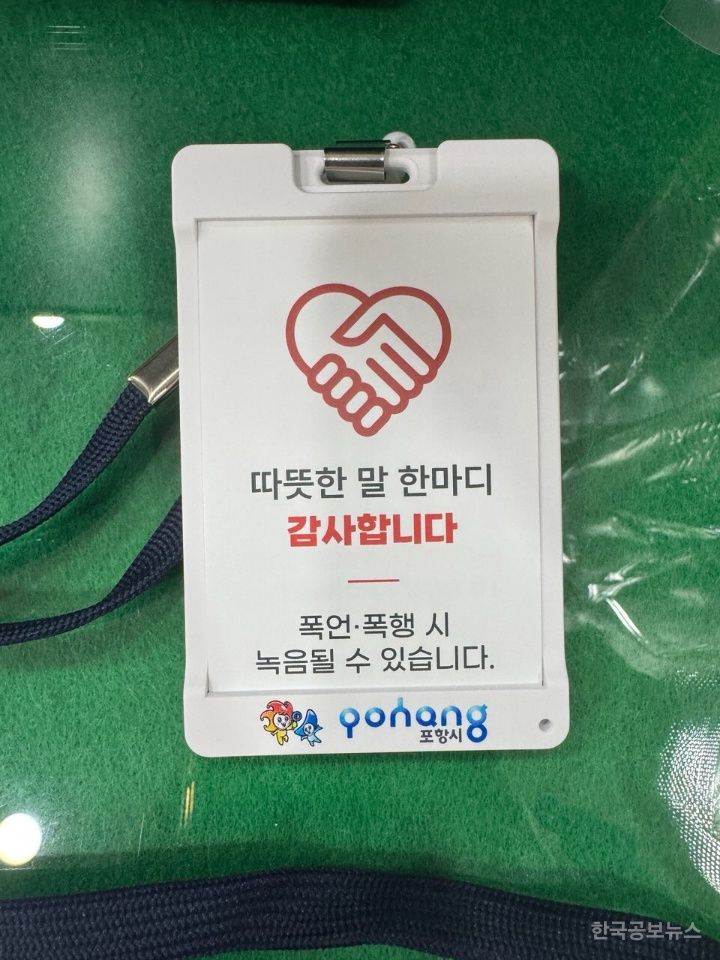 따뜻한 말 한마디
감사합니다
폭언·폭행 시
녹음될 수 있습니다.
pohang
포항시
한국공보뉴스